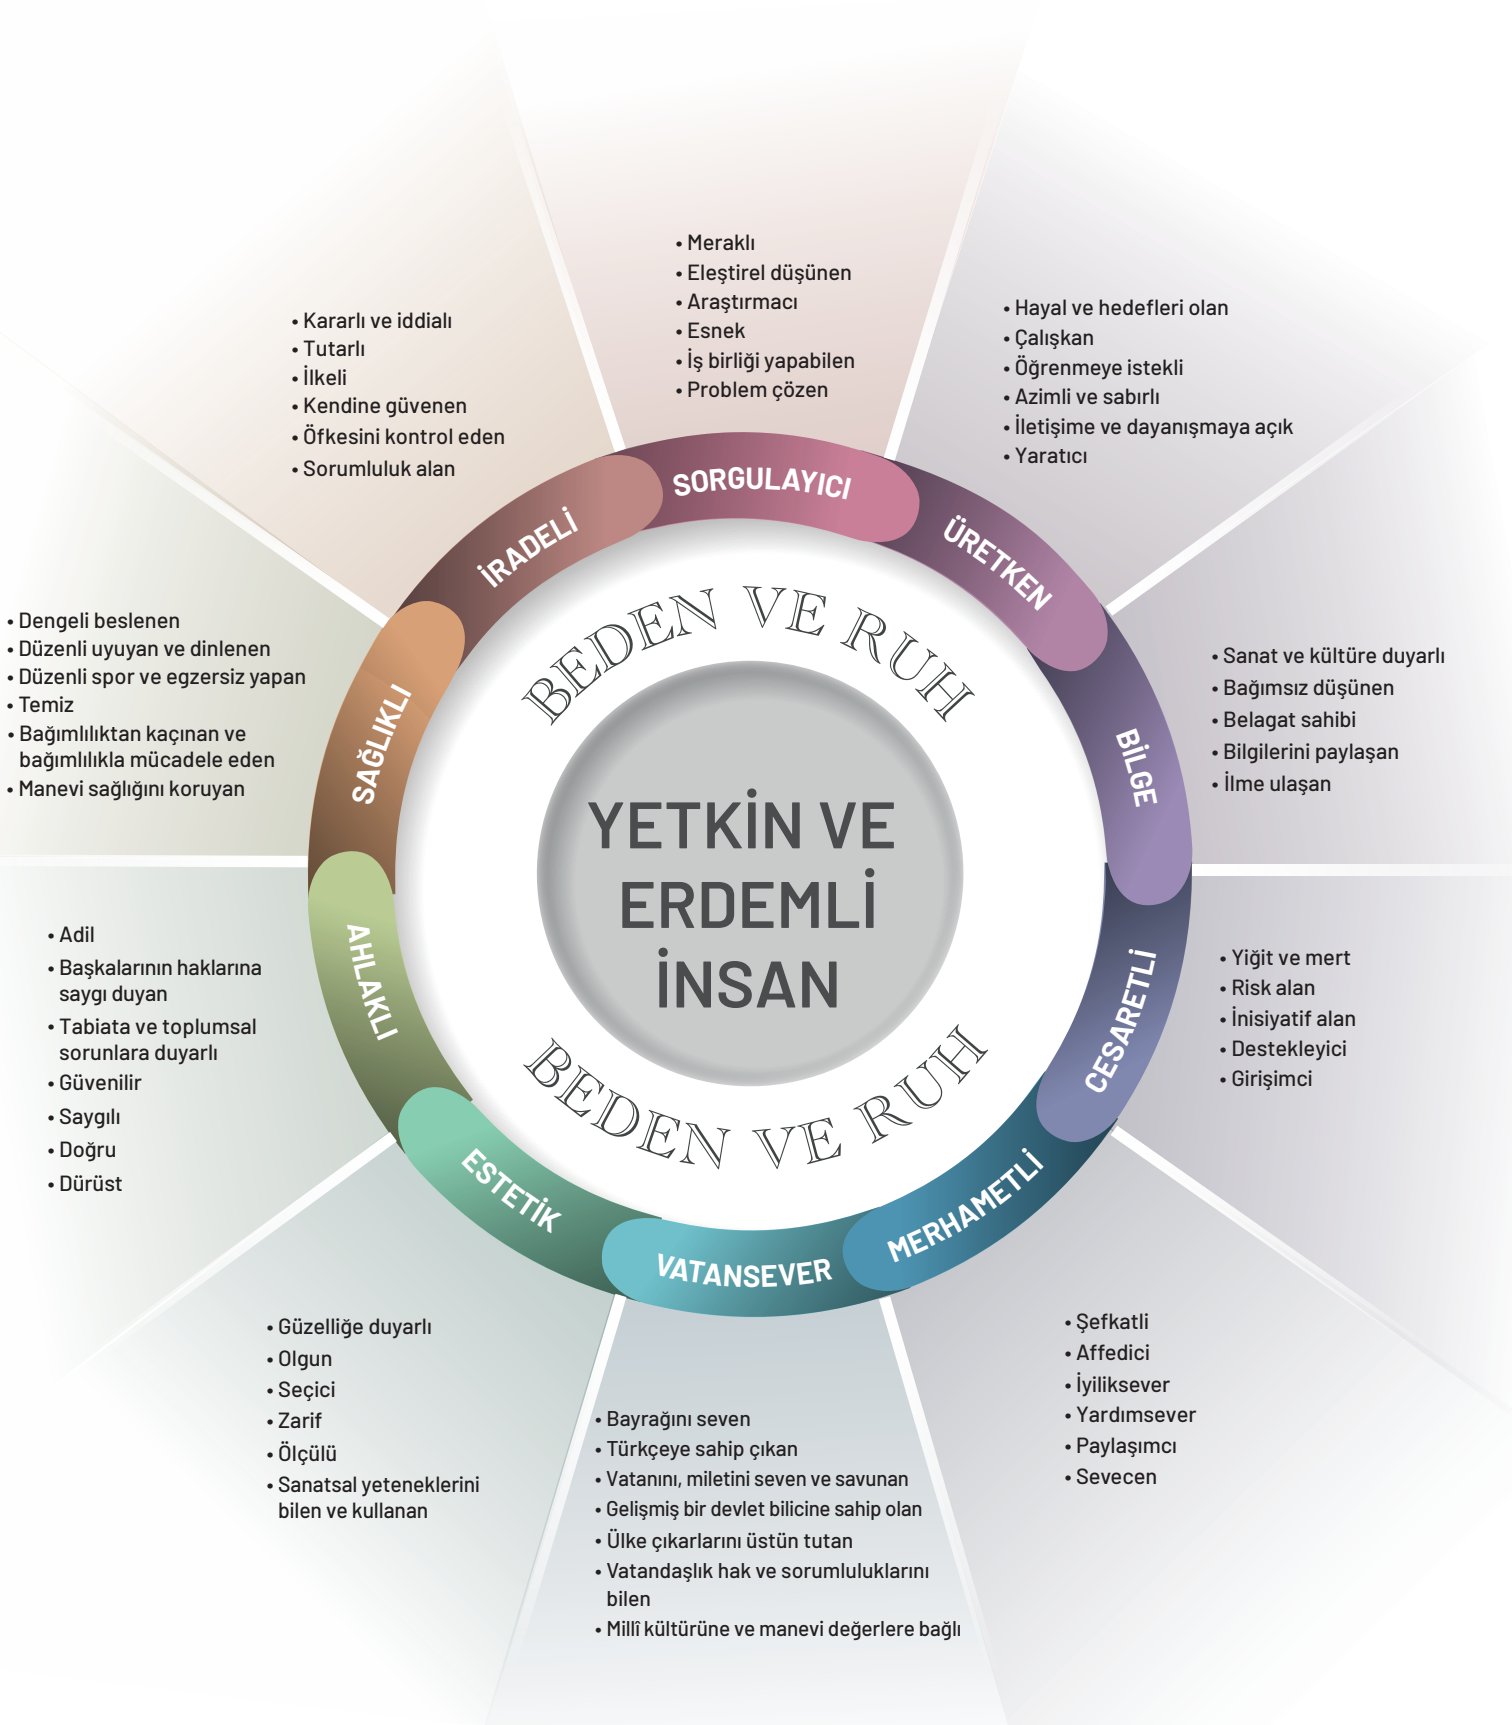 • Meraklı
• Eleştirel düşünen
• Araştırmacı
• Esnek
• İş birliği yapabilen
• Problem çözen
SORGULAYICI
• Hayal ve hedefleri olan
• Çalışkan
• Öğrenmeye istekli
• Azimli ve sabırlı
• İletişime ve dayanışmaya açık
• Yaratıcı
ÜRETKEN
• Sanat ve kültüre duyarlı
• Bağımsız düşünen
• Belagat sahibi
• Bilgilerini paylaşan
• İlme ulaşan
BİLGE
• Yiğit ve mert
• Risk alan
• İnisiyatif alan
• Destekleyici
• Girişimci
CESARETLİ
• Şefkatli
• Affedici
• İyiliksever
• Yardımsever
• Paylaşımcı
• Sevecen
MERHAMETLİ
• Bayrağını seven
• Türkçeye sahip çıkan
• Vatanını, miletini seven ve savunan
• Gelişmiş bir devlet bilicine sahip olan
• Ülke çıkarlarını üstün tutan
• Vatandaşlık hak ve sorumluluklarını
bilen
• Millî kültürüne ve manevi değerlere bağlı
VATANSEVER
• Güzelliğe duyarlı
• Olgun
• Seçici
• Zarif
• Ölçülü
• Sanatsal yeteneklerini
bilen ve kullanan
ESTETİK
• Adil
• Başkalarının haklarına
saygı duyan
• Tabiata ve toplumsal
sorunlara duyarlı
• Güvenilir
• Saygılı
• Doğru
• Dürüst
AHLAKLI
• Dengeli beslenen
• Düzenli uyuyan ve dinlenen
• Düzenli spor ve egzersiz yapan
• Temiz
• Bağımlılıktan kaçınan ve
bağımlılıkla mücadele eden
• Manevi sağlığını koruyan
SAĞLIKLI
• Kararlı ve iddialı
• Tutarlı
• İlkeli
• Kendine güvenen
• Öfkesini kontrol eden
• Sorumluluk alan
İRADELİ
BEDEN VE RUH
YETKİN VE
ERDEMLİ
İNSAN
BEDEN VE RUH